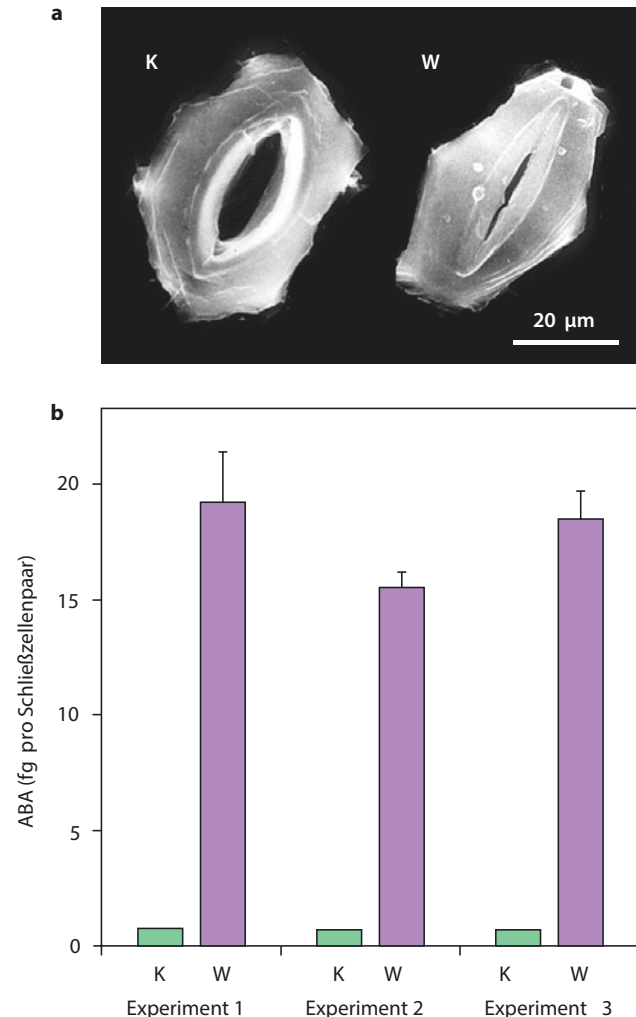 a
K W
20 µm
b
20
15
10
5
0
ABA (fg pro Schließzellenpaar)
K W K W K W
Experiment 1 Experiment 2 Experiment 3